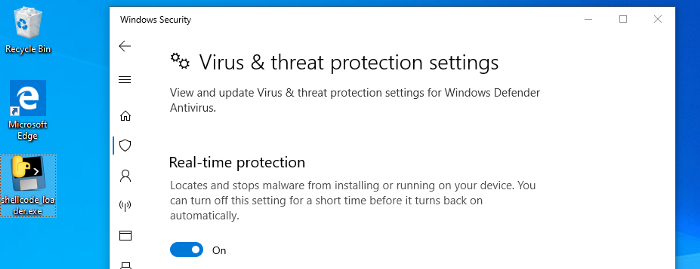 Recycle Bin
Microsoft
Edge
shellcode_loa
der.exe
Windows Security
Virus & threat protection settings
View and update Virus & threat protection settings for Windows Defender
Antivirus.
Real-time protection
Locates and stops malware from installing or running on your device. You
can turn off this setting for a short time before it turns back on
automatically.
On